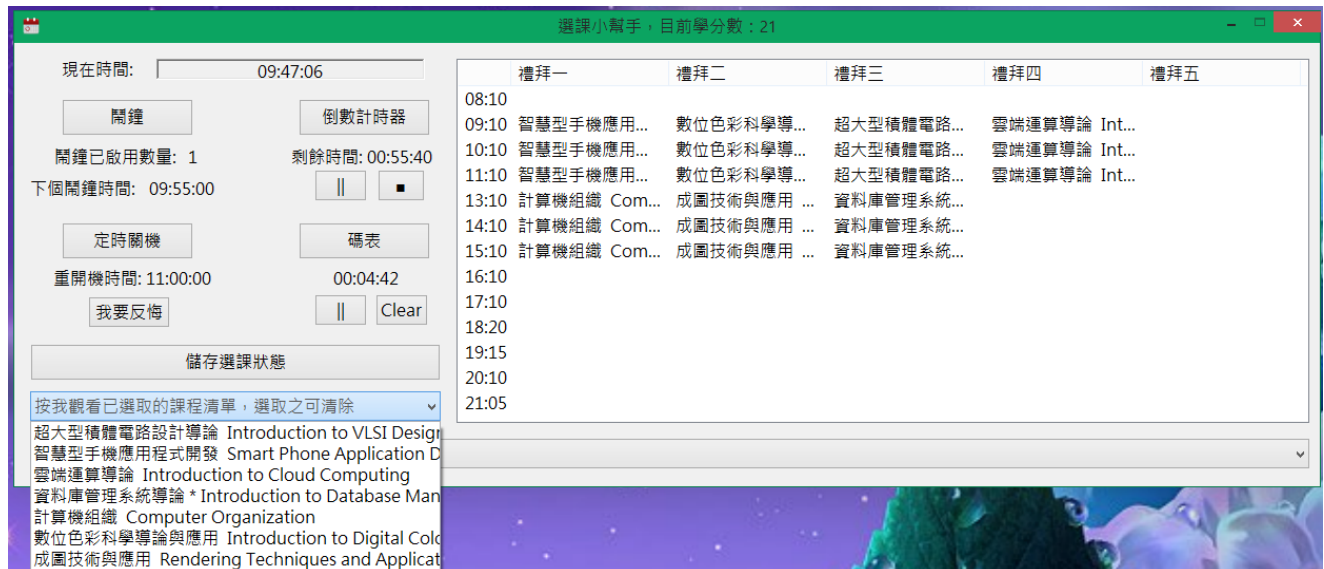 選課小幫手，目前學分數：21
現在時間: 09:47:06
鬧鐘 倒數計時器
鬧鐘已啟用數量: 1 剩餘時間: 00:55:40
下個鬧鐘時間: 09:55:00 || ■
定時關機 碼表
重開機時間: 11:00:00 00:04:42
我要反悔 || Clear
儲存選課狀態
按我觀看已選取的課程清單，選取之可清除
超大型積體電路設計導論 Introduction to VLSI Design
智慧型手機應用程式開發 Smart Phone Application D
雲端運算導論 Introduction to Cloud Computing
資料庫管理系統導論 * Introduction to Database Man
計算機組織 Computer Organization
數位色彩科學導論與應用 Introduction to Digital Colo
成圖技術與應用 Rendering Techniques and Applicat
禮拜一 禮拜二 禮拜三 禮拜四 禮拜五
08:10
09:10 智慧型手機應用... 數位色彩科學導... 超大型積體電路... 雲端運算導論 Int...
10:10 智慧型手機應用... 數位色彩科學導... 超大型積體電路... 雲端運算導論 Int...
11:10 智慧型手機應用... 數位色彩科學導... 超大型積體電路... 雲端運算導論 Int...
13:10 計算機組織 Com... 成圖技術與應用 ... 資料庫管理系統...
14:10 計算機組織 Com... 成圖技術與應用 ... 資料庫管理系統...
15:10 計算機組織 Com... 成圖技術與應用 ... 資料庫管理系統...
16:10
17:10
18:20
19:15
20:10
21:05